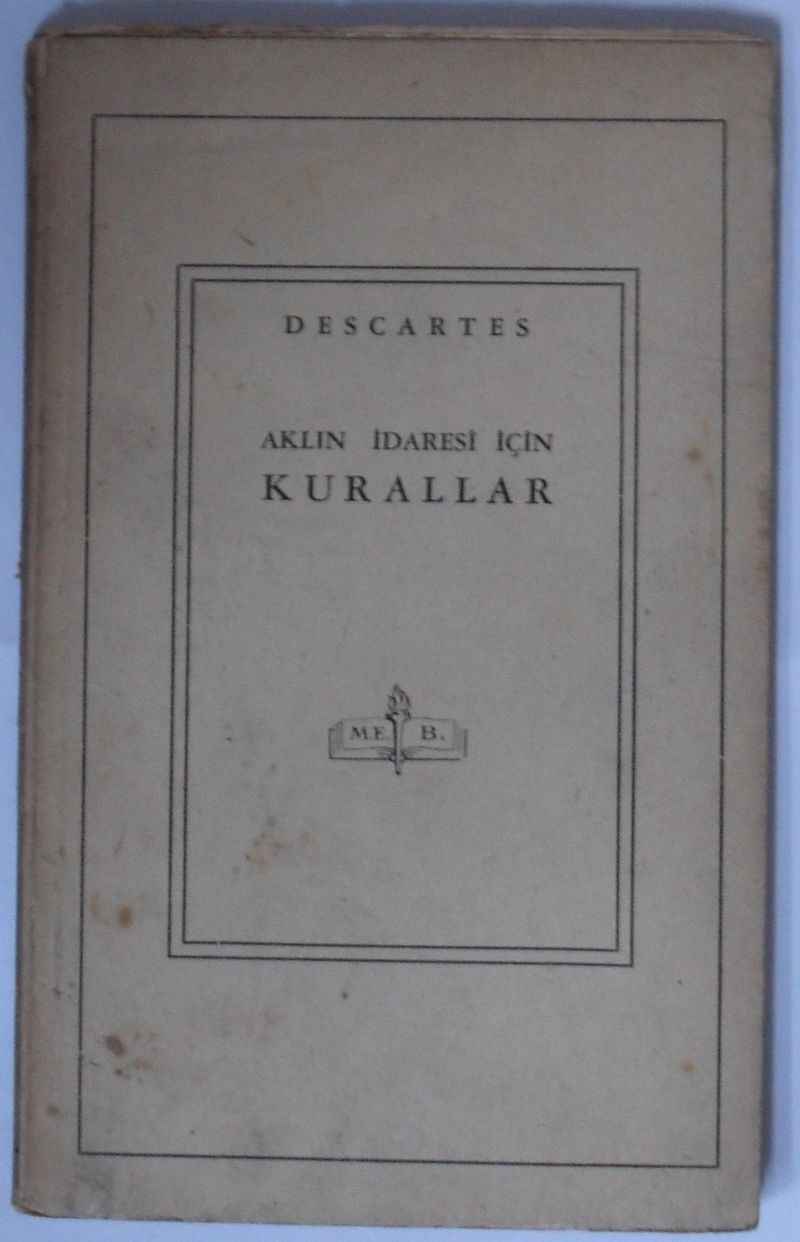 DESCARTES
AKLIN İDARESİ İÇİN
KURALLAR
M.E. B.